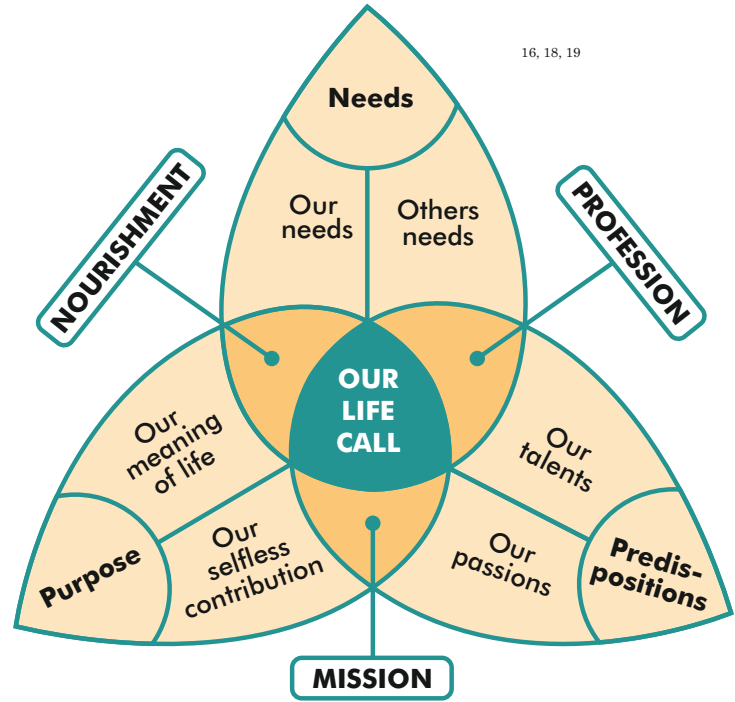 16, 18, 19
Needs
Our
needs
Others
needs
NOURISHMENT
PROFESSION
OUR
LIFE
CALL
Our
meaning
of life
Our
talents
Our
selfless
contribution
Our
passions
Purpose
Predis-
positions
MISSION